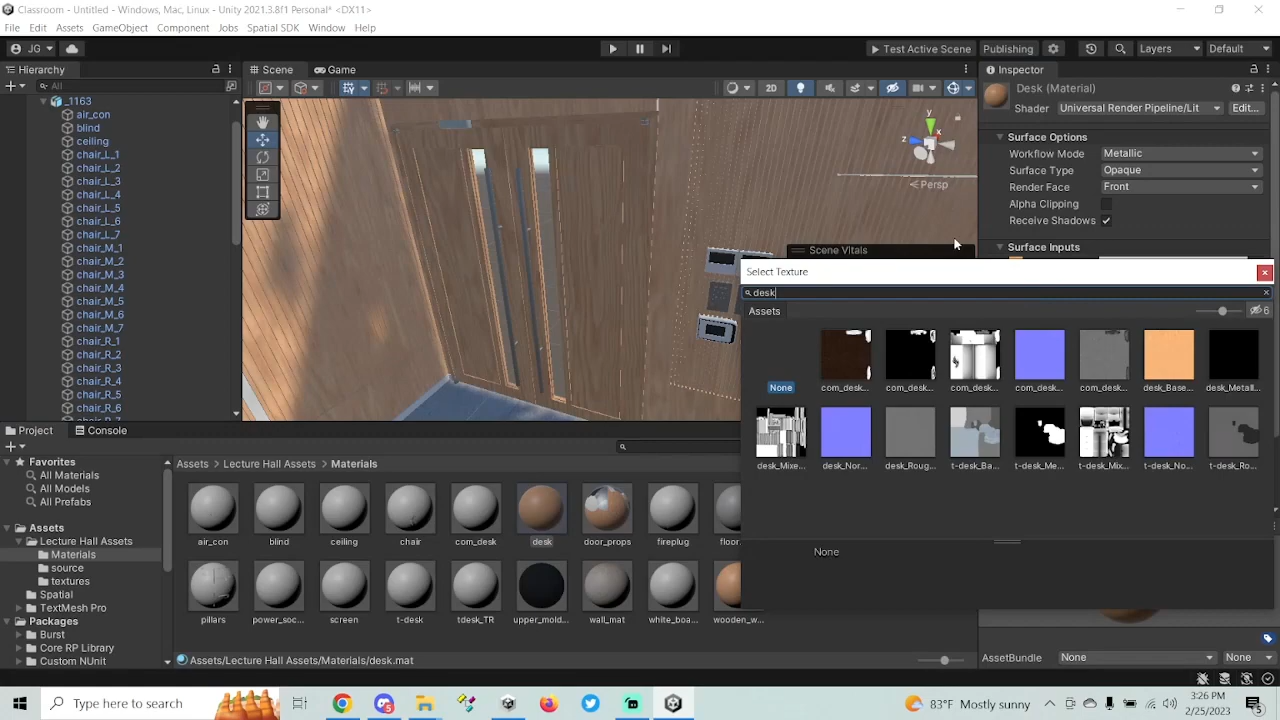 Classroom - Untitled - Windows, Mac, Linux - Unity 2021.3.8f1 Personal* <DX11>
File Edit Assets GameObject Component Jobs Spatial SDK Window Help
JG
Test Active Scene Publishing Layers Default
Hierarchy
All
_1163
air_con
blind
ceiling
chair_L_1
chair_L_2
chair_L_3
chair_L_4
chair_L_5
chair_L_6
chair_L_7
chair_M_1
chair_M_2
chair_M_3
chair_M_4
chair_M_5
chair_M_6
chair_M_7
chair_R_1
chair_R_2
chair_R_3
chair_R_4
chair_R_5
chair_R_6
Scene Game
2D
y
x
z
Persp
Scene Vitals
Inspector
Desk (Material)
Shader Universal Render Pipeline/Lit Edit...
Surface Options
Workflow Mode Metallic
Surface Type Opaque
Render Face Front
Alpha Clipping
Receive Shadows
Surface Inputs
Select Texture
desk
Assets
6
None com_desk... com_desk... com_desk... com_desk... com_desk... desk_Base... desk_Metall...
desk_Mixe... desk_Nor... desk_Roug... t-desk_Ba... t-desk_Me... t-desk_Mix... t-desk_No... t-desk_Ro...
None
Project Console
Favorites
All Materials
All Models
All Prefabs
Assets
Lecture Hall Assets
Materials
source
textures
Spatial
TextMesh Pro
Packages
Burst
Core RP Library
Custom NUnit
Assets > Lecture Hall Assets > Materials
air_con blind ceiling chair com_desk desk door_props fireplug floor...
pillars power_soc... screen t-desk tdesk_TR upper_mold... wall_mat white_boa... wooden_w...
Assets/Lecture Hall Assets/Materials/desk.mat
AssetBundle None None
Type here to search
83°F Mostly sunny
3:26 PM
2/25/2023
5